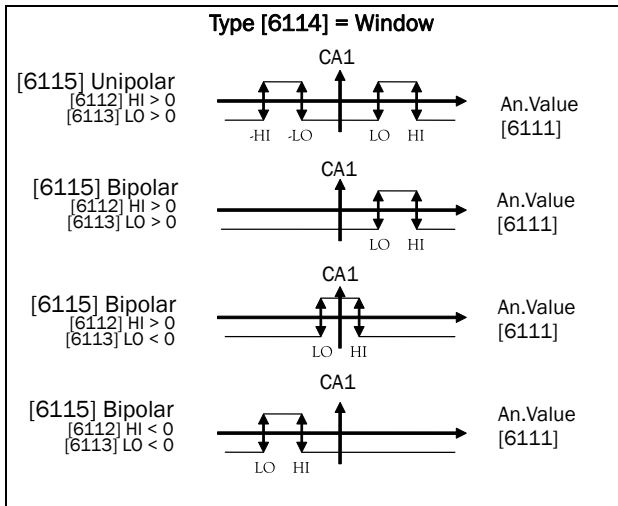 Type [6114] = Window
CA1
[6115] Unipolar
[6112] HI > 0
[6113] LO > 0
-HI -LO LO HI
An.Value
[6111]
CA1
[6115] Bipolar
[6112] HI > 0
[6113] LO > 0
LO HI
An.Value
[6111]
CA1
[6115] Bipolar
[6112] HI > 0
[6113] LO < 0
LO HI
An.Value
[6111]
CA1
[6115] Bipolar
[6112] HI < 0
[6113] LO < 0
LO HI
An.Value
[6111]